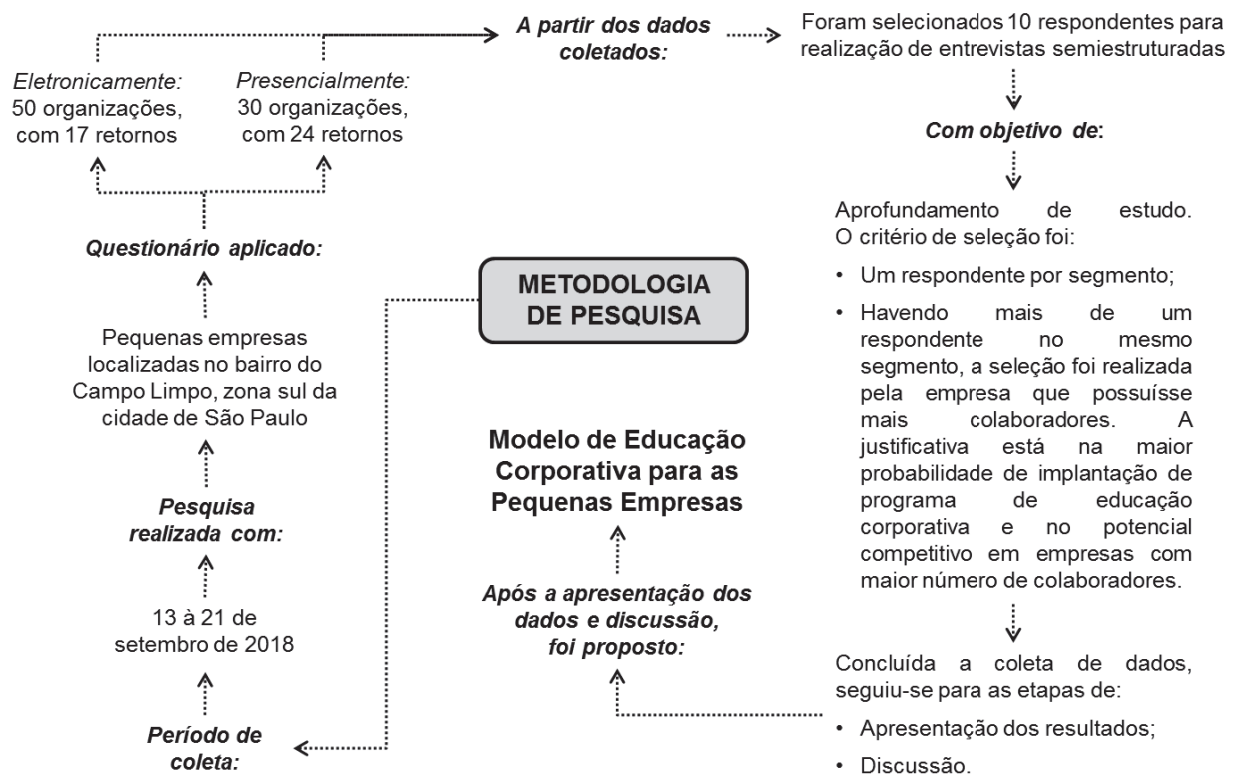 METODOLOGIA
DE PESQUISA
Período de
coleta:
13 à 21 de
setembro de 2018
Pesquisa
realizada com:
Pequenas empresas
localizadas no bairro do
Campo Limpo, zona sul da
cidade de São Paulo
Questionário aplicado:
Eletronicamente:
50 organizações,
com 17 retornos
Presencialmente:
30 organizações,
com 24 retornos
A partir dos dados
coletados:
Foram selecionados 10 respondentes para
realização de entrevistas semiestruturadas
Com objetivo de:
Aprofundamento de estudo.
O critério de seleção foi:
• Um respondente por segmento;
• Havendo mais de um
respondente no mesmo
segmento, a seleção foi realizada
pela empresa que possuísse
mais colaboradores. A
justificativa está na maior
probabilidade de implantação de
programa de educação
corporativa e no potencial
competitivo em empresas com
maior número de colaboradores.
Concluída a coleta de dados,
seguiu-se para as etapas de:
• Apresentação dos resultados;
• Discussão.
Após a apresentação dos
dados e discussão,
foi proposto:
Modelo de Educação
Corporativa para as
Pequenas Empresas